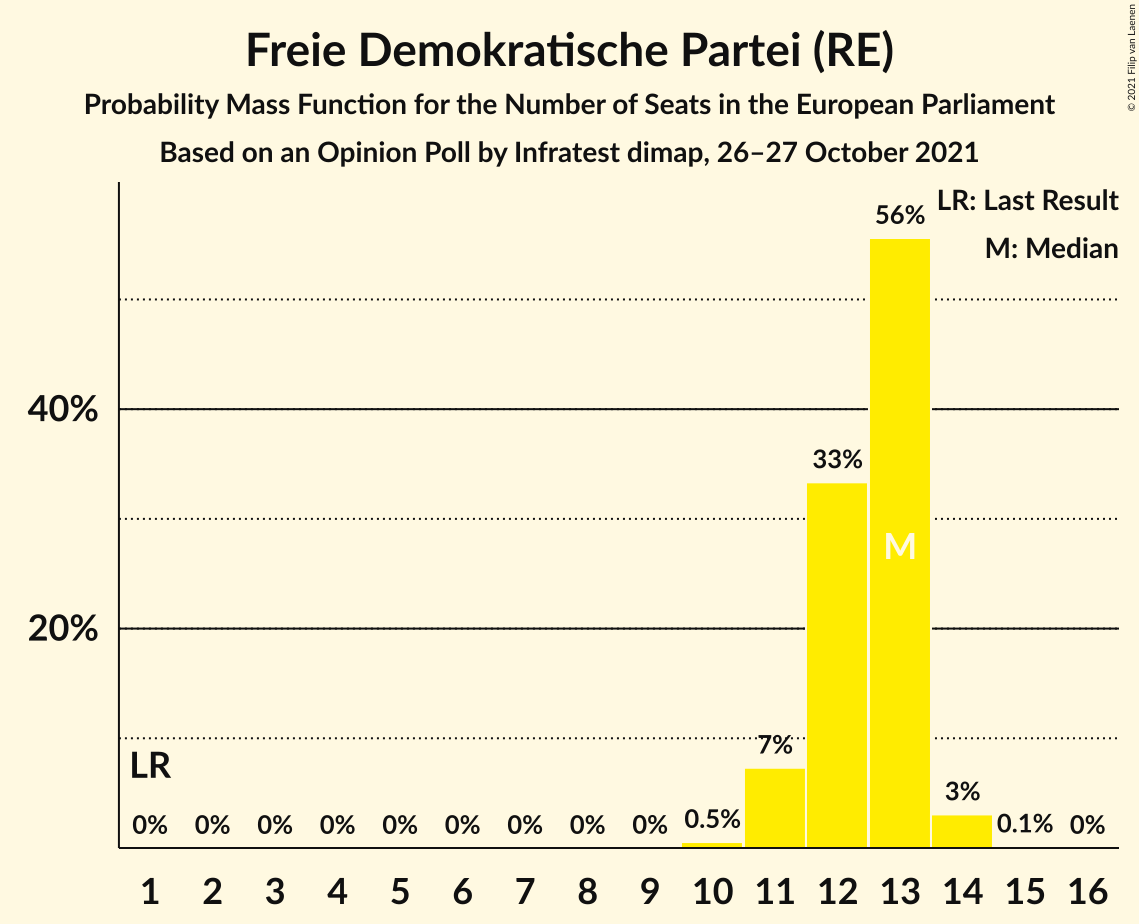 Freie Demokratische Partei (RE)
Probability Mass Function for the Number of Seats in the European Parliament
Based on an Opinion Poll by Infratest dimap, 26–27 October 2021
© 2021 Filip van Laenen
LR: Last Result
M: Median
56%
40%
33%
M
20%
7%
LR
3%
0% 0% 0% 0% 0% 0% 0% 0% 0% 0.5% 0.1% 0%
1 2 3 4 5 6 7 8 9 10 11 12 13 14 15 16